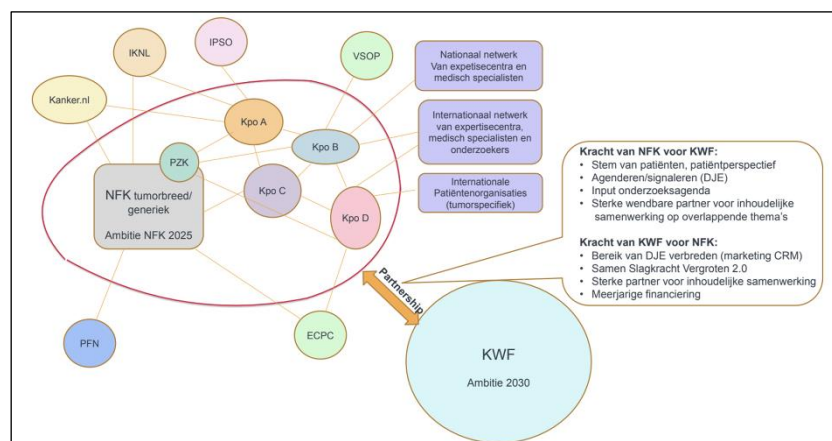 IKNL
IPSO
VSOP
Kanker.nl
Kpo A
Kpo B
PZK
Kpo C
Kpo D
NFK tumorbreed/
generiek
Ambitie NFK 2025
PFN
ECPC
Nationaal netwerk
Van expetisecentra en
medisch specialisten
Internationaal netwerk
van expertisecentra,
medisch specialisten en
onderzoekers
Internationale
Patiëntenorganisaties
(tumorspecifiek)
Partnership
KWF
Ambitie 2030
Kracht van NFK voor KWF:
• Stem van patiënten, patiëntperspectief
• Agenderen/signaleren (DJE)
• Input onderzoeksagenda
• Sterke wendbare partner voor inhoudelijke
samenwerking op overlappende thema's
Kracht van KWF voor NFK:
• Bereik van DJE verbreden (marketing CRM)
• Samen Slagkracht Vergroten 2.0
• Sterke partner voor inhoudelijke samenwerking
• Meerjarige financiering